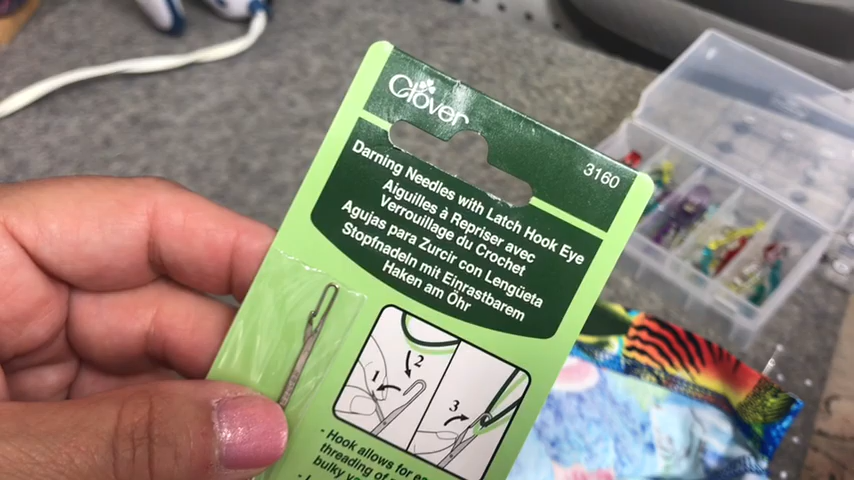 Clover
3160
Darning Needles with Latch Hook Eye
Aiguilles à Repriser avec
Verrouillage du Crochet
Agujas para Zurcir con Lengüeta
Stopfnadeln mit Einrastbarem
Haken am Öhr
2
1
3
- Hook allows for
threading of
bulky